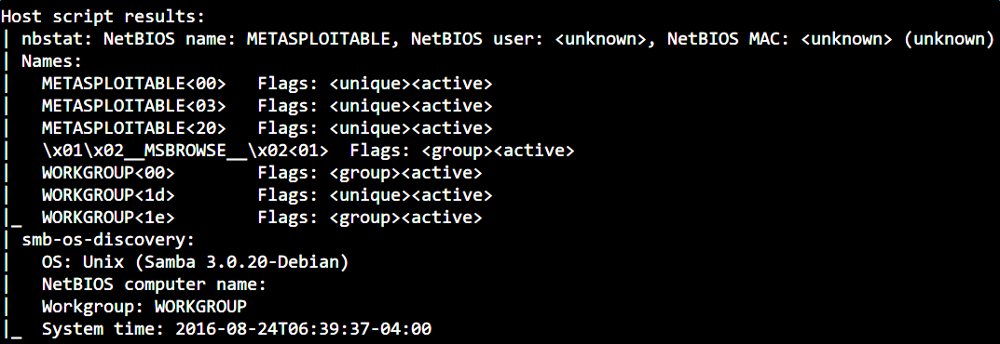 Host script results:
| nbstat: NetBIOS name: METASPLOITABLE, NetBIOS user: <unknown>, NetBIOS MAC: <unknown> (unknown)
| Names:
|   METASPLOITABLE<00>   Flags: <unique><active>
|   METASPLOITABLE<03>   Flags: <unique><active>
|   METASPLOITABLE<20>   Flags: <unique><active>
|   \x01\x02__MSBROWSE__\x02<01>  Flags: <group><active>
|   WORKGROUP<00>        Flags: <group><active>
|   WORKGROUP<1d>        Flags: <unique><active>
|_  WORKGROUP<1e>        Flags: <group><active>
| smb-os-discovery:
|   OS: Unix (Samba 3.0.20-Debian)
|   NetBIOS computer name:
|   Workgroup: WORKGROUP
|_  System time: 2016-08-24T06:39:37-04:00